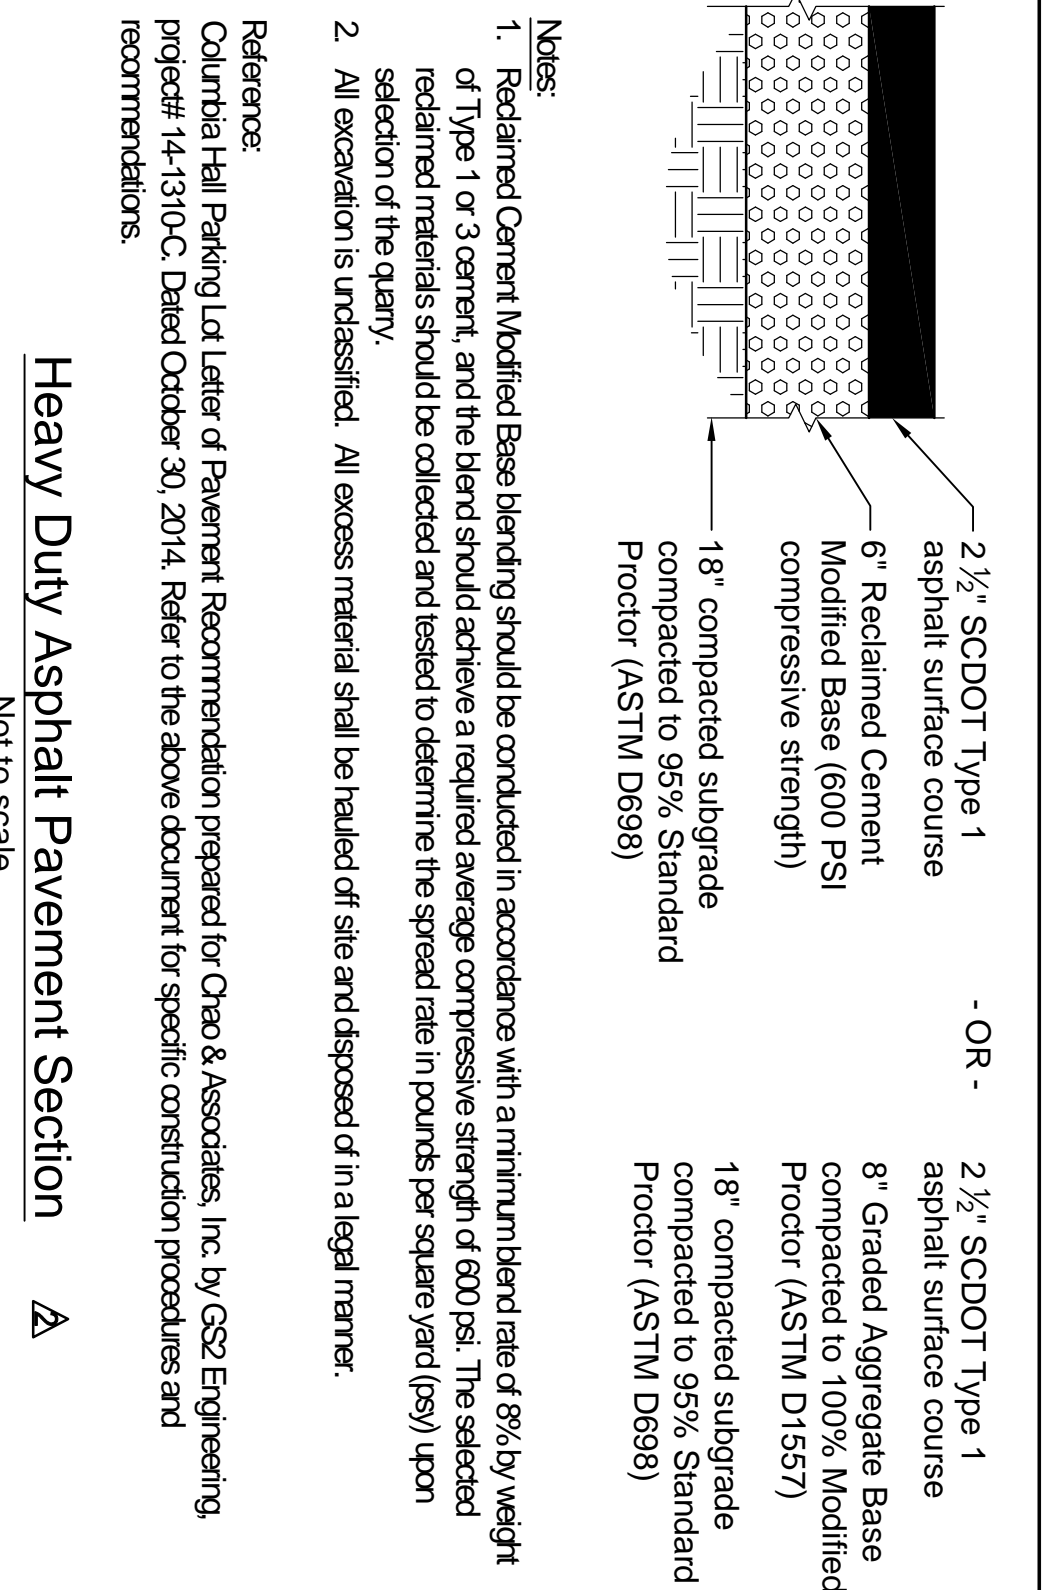 2 ½" SCDOT Type 1
asphalt surface course
6" Reclaimed Cement
Modified Base (600 PSI
compressive strength)
18" compacted subgrade
compacted to 95% Standard
Proctor (ASTM D698)
- OR -
2 ½" SCDOT Type 1
asphalt surface course
8" Graded Aggregate Base
compacted to 100% Modified
Proctor (ASTM D1557)
18" compacted subgrade
compacted to 95% Standard
Proctor (ASTM D698)
Notes:
1. Reclaimed Cement Modified Base blending should be conducted in accordance with a minimum blend rate of 8% by weight
of Type 1 or 3 cement, and the blend should achieve a required average compressive strength of 600 psi. The selected
reclaimed materials should be collected and tested to determine the spread rate in pounds per square yard (psy) upon
selection of the quarry.
2. All excavation is unclassified. All excess material shall be hauled off site and disposed of in a legal manner.
Reference:
Columbia Hall Parking Lot Letter of Pavement Recommendation prepared for Chao & Associates, Inc. by GS2 Engineering,
project# 14-1310-C. Dated October 30, 2014. Refer to the above document for specific construction procedures and
recommendations.
Heavy Duty Asphalt Pavement Section 2
Not to scale